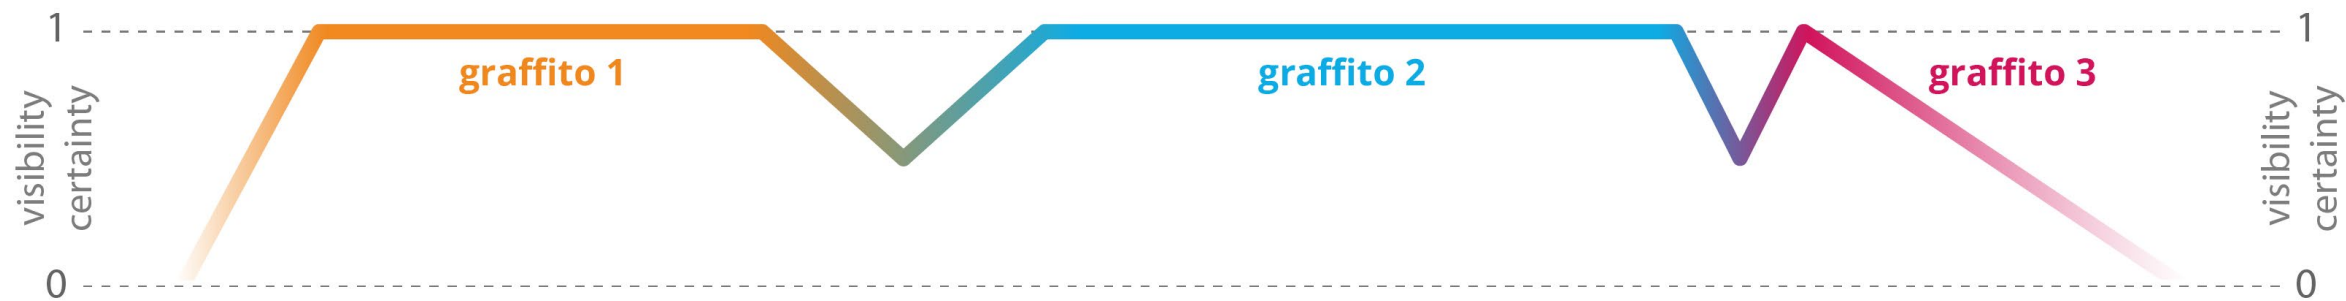 1
visibility
certainty
0
graffito 1
graffito 2
graffito 3
1
visibility
certainty
0